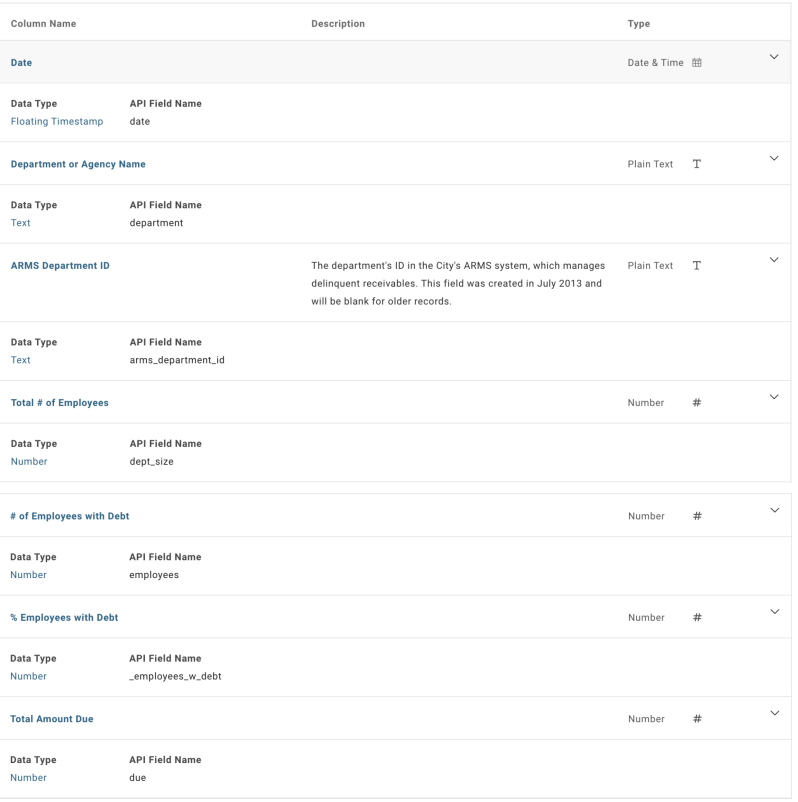 Column Name Description Type
Date Date & Time
Data Type API Field Name
Floating Timestamp date
Department or Agency Name Plain Text T
Data Type API Field Name
Text department
ARMS Department ID The department's ID in the City's ARMS system, which manages Plain Text T
delinquent receivables. This field was created in July 2013 and
will be blank for older records.
Data Type API Field Name
Text arms_department_id
Total # of Employees Number #
Data Type API Field Name
Number dept_size
# of Employees with Debt Number #
Data Type API Field Name
Number employees
% Employees with Debt Number #
Data Type API Field Name
Number _employees_w_debt
Total Amount Due Number #
Data Type API Field Name
Number due